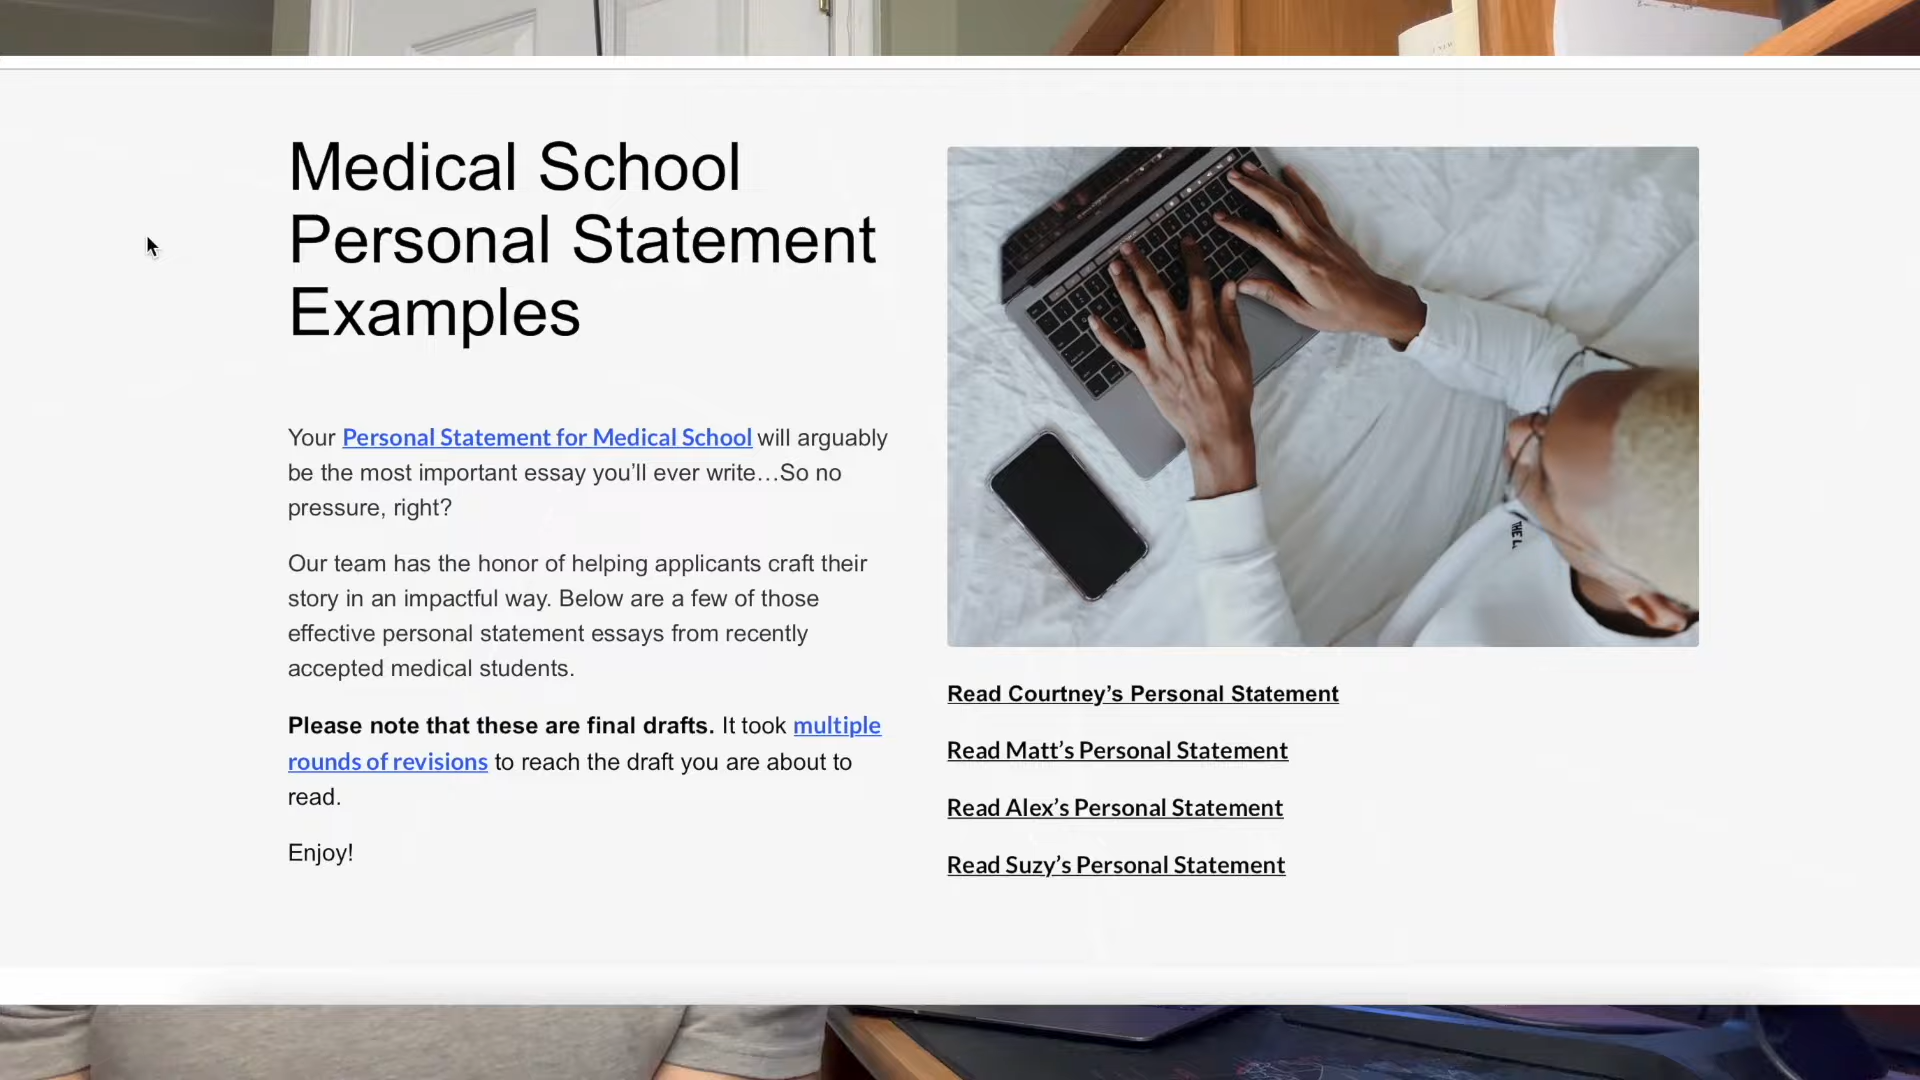 Medical School
Personal Statement
Examples
Your Personal Statement for Medical School will arguably
be the most important essay you’ll ever write…So no
pressure, right?
Our team has the honor of helping applicants craft their
story in an impactful way. Below are a few of those
effective personal statement essays from recently
accepted medical students.
Please note that these are final drafts. It took multiple
rounds of revisions to reach the draft you are about to
read.
Enjoy!
THE L
Read Courtney’s Personal Statement
Read Matt’s Personal Statement
Read Alex’s Personal Statement
Read Suzy’s Personal Statement